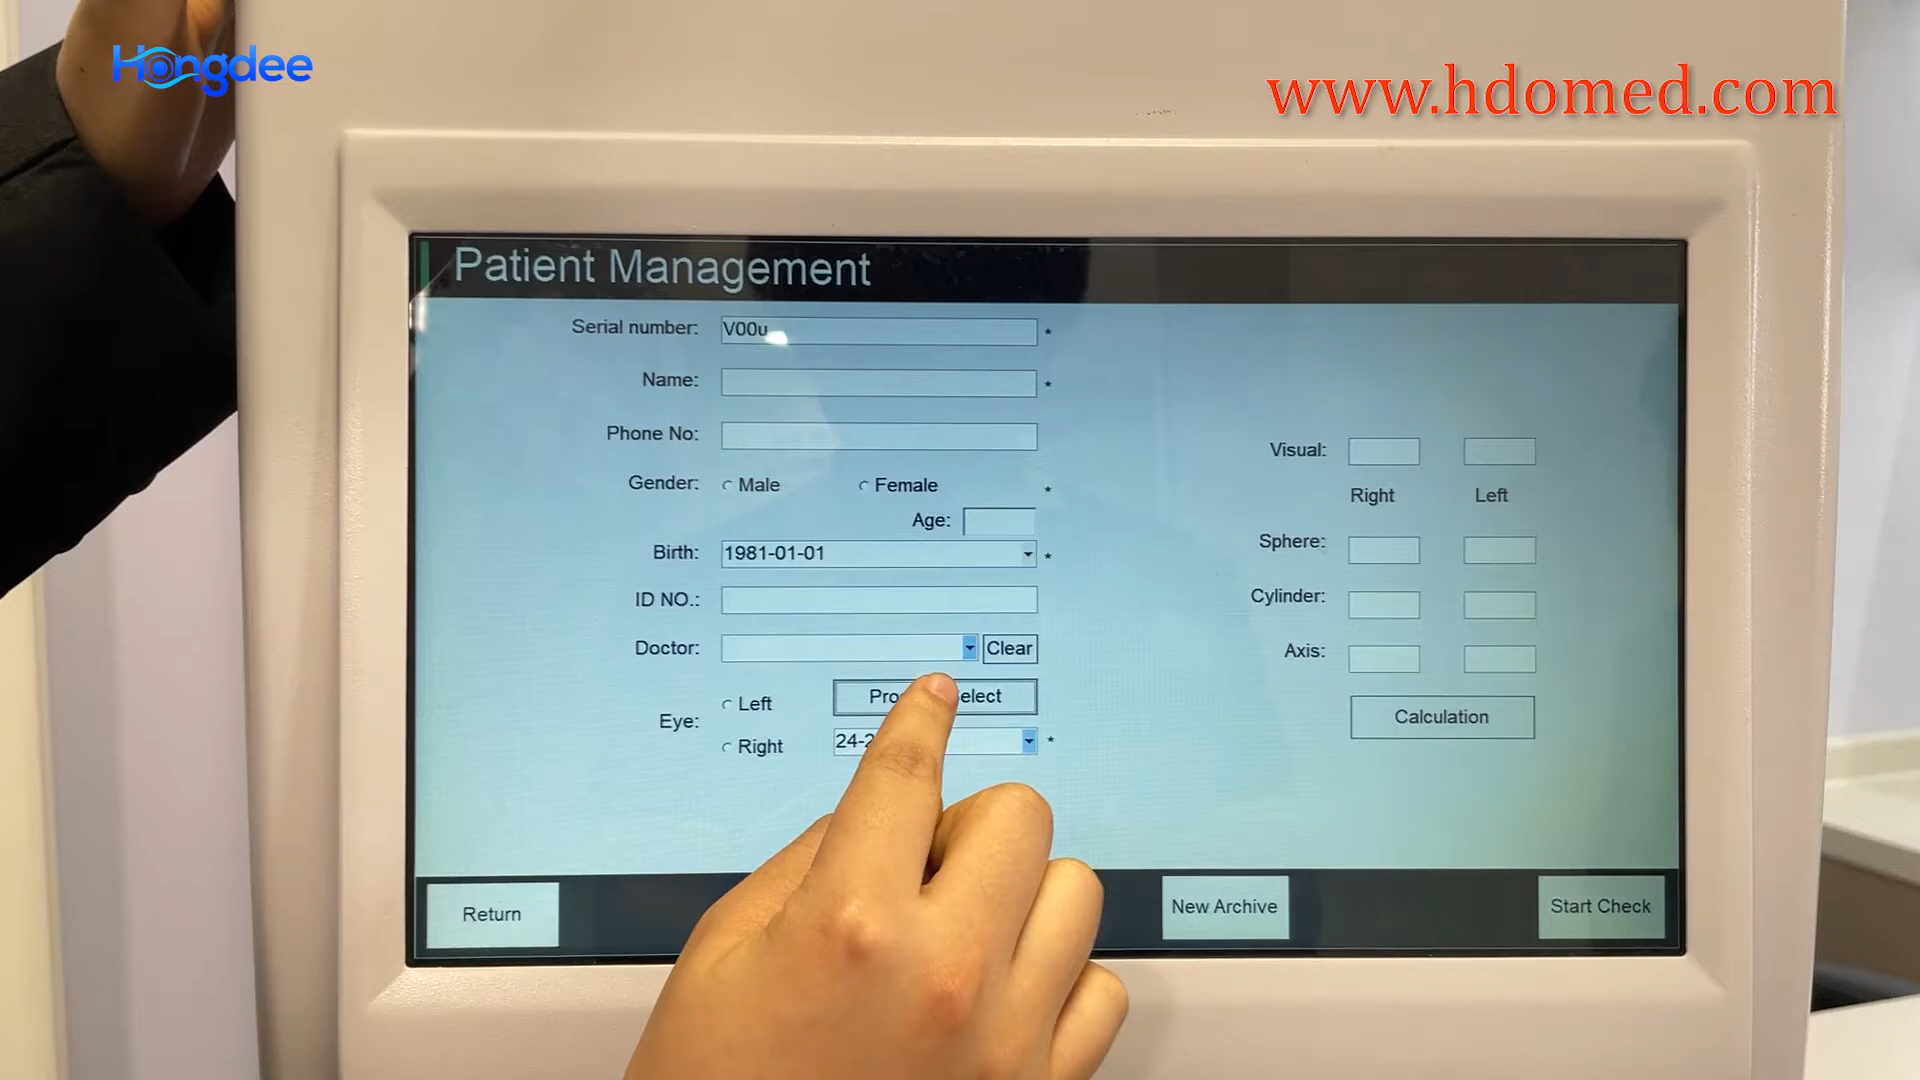 Hongdee
www.hdomed.com
Patient Management
Serial number: V00u *
Name: *
Phone No:
Gender: Male Female *
Age:
Birth: 1981-01-01 *
ID NO.:
Doctor: Clear
Eye: Left Right
24-2 *
Visual:
Right Left
Sphere:
Cylinder:
Axis:
Calculation
Return
New Archive
Start Check